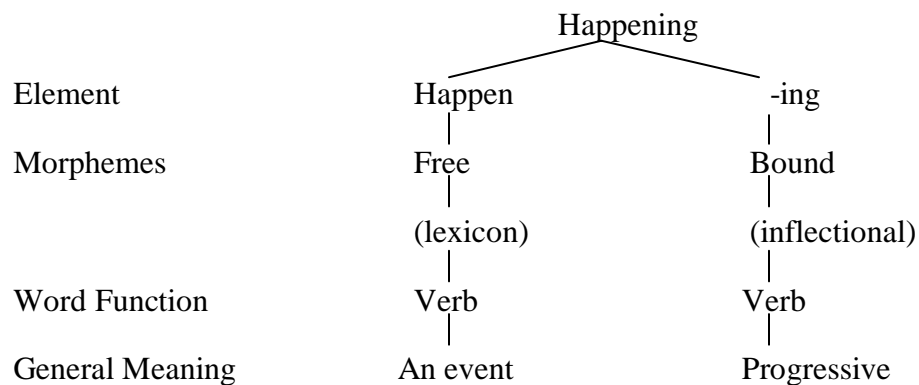 Happening
Element Happen -ing
Morphemes Free Bound
(lexicon) (inflectional)
Word Function Verb Verb
General Meaning An event Progressive